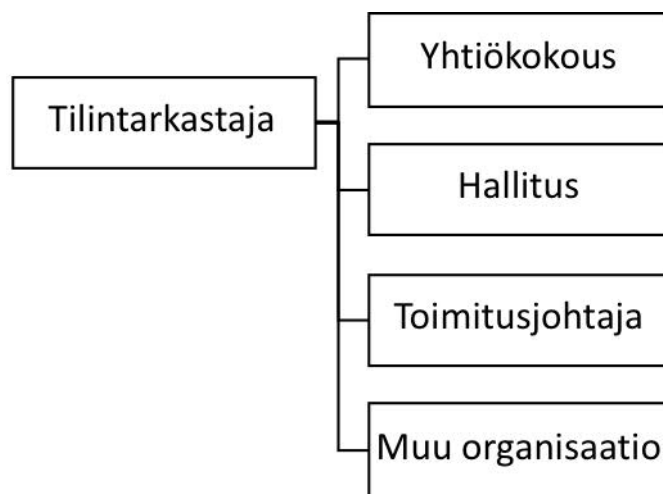 Yhtiökokous
Tilintarkastaja
Hallitus
Toimitusjohtaja
Muu organisaatio